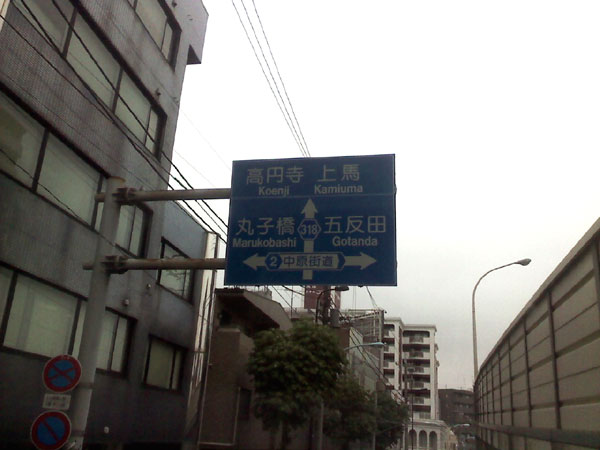 高円寺 上馬
Koenji Kamiuma
丸子橋 318 五反田
Marukobashi Gotanda
2 中原街道